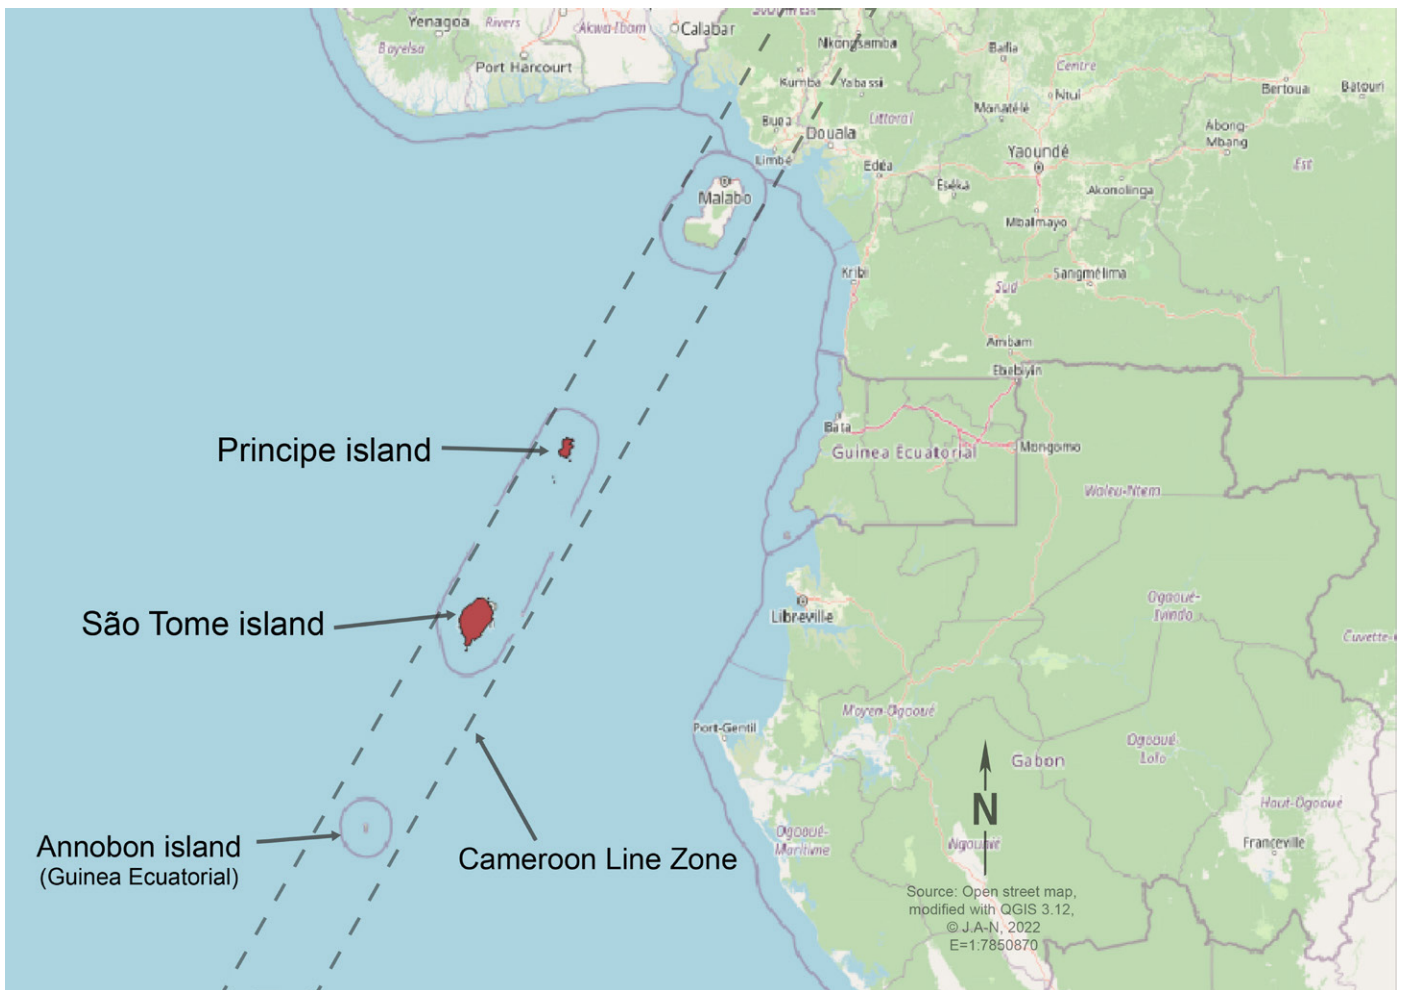 Yenagoa
Rivers
Akwa-Ibom
Calabar
Bayelsa
Port Harcourt
Nkongsamba
Bafia
Centre
Kumba
Yabassi
Ntui
Bertoua
Batouri
Monatélé
Buea
Littoral
Douala
Abong-
Mbang
Limbé
Yaoundé
Edéa
Est
Eséka
Akonolinga
Malabo
Mbalmayo
Kribi
Sangmélima
Sud
Ambam
Ebebiyin
Bata
Principe island
Guinea Ecuatorial
Mongomo
Woleu-Ntem
São Tome island
Libreville
Ogooué-
Ivindo
Cuvette-
Moyen-Ogooué
Port-Gentil
Ogooué-
Lolo
Gabon
N
Haut-Ogooué
Annobon island
(Guinea Ecuatorial)
Cameroon Line Zone
Ogooué-
Maritime
Ngounié
Franceville
Source: Open street map,
modified with QGIS 3.12,
© J.A-N, 2022
E=1:7850870